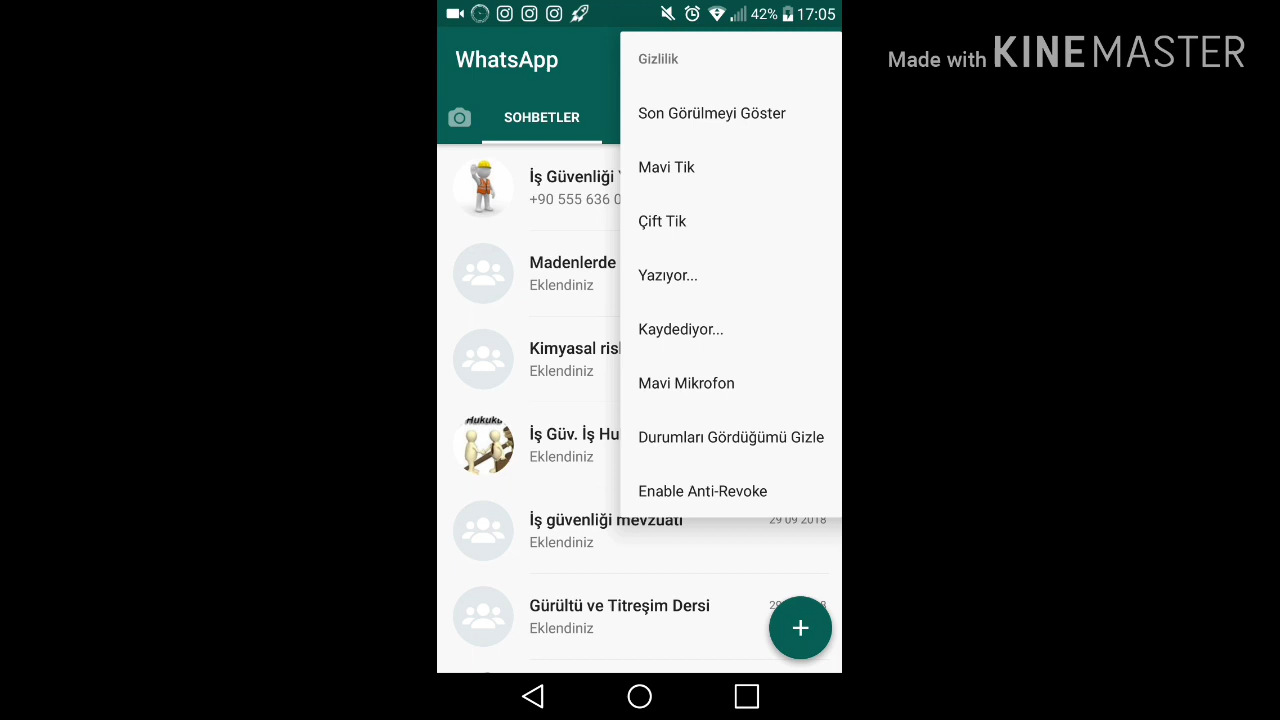 42% 17:05
Made with KINEMASTER
WhatsApp
SOHBETLER
Gizlilik
Son Görülmeyi Göster
Mavi Tik
Çift Tik
Yazıyor...
Kaydediyor...
Mavi Mikrofon
Durumları Gördüğümü Gizle
Enable Anti-Revoke
İş Güvenliği
+90 555 636 0
Madenlerde
Eklendiniz
Kimyasal
Eklendiniz
Hukuku
İş Güv. İş Hu
Eklendiniz
İş güvenliği mevzuatı
29 09 2018
Eklendiniz
Gürültü ve Titreşim Dersi
Eklendiniz